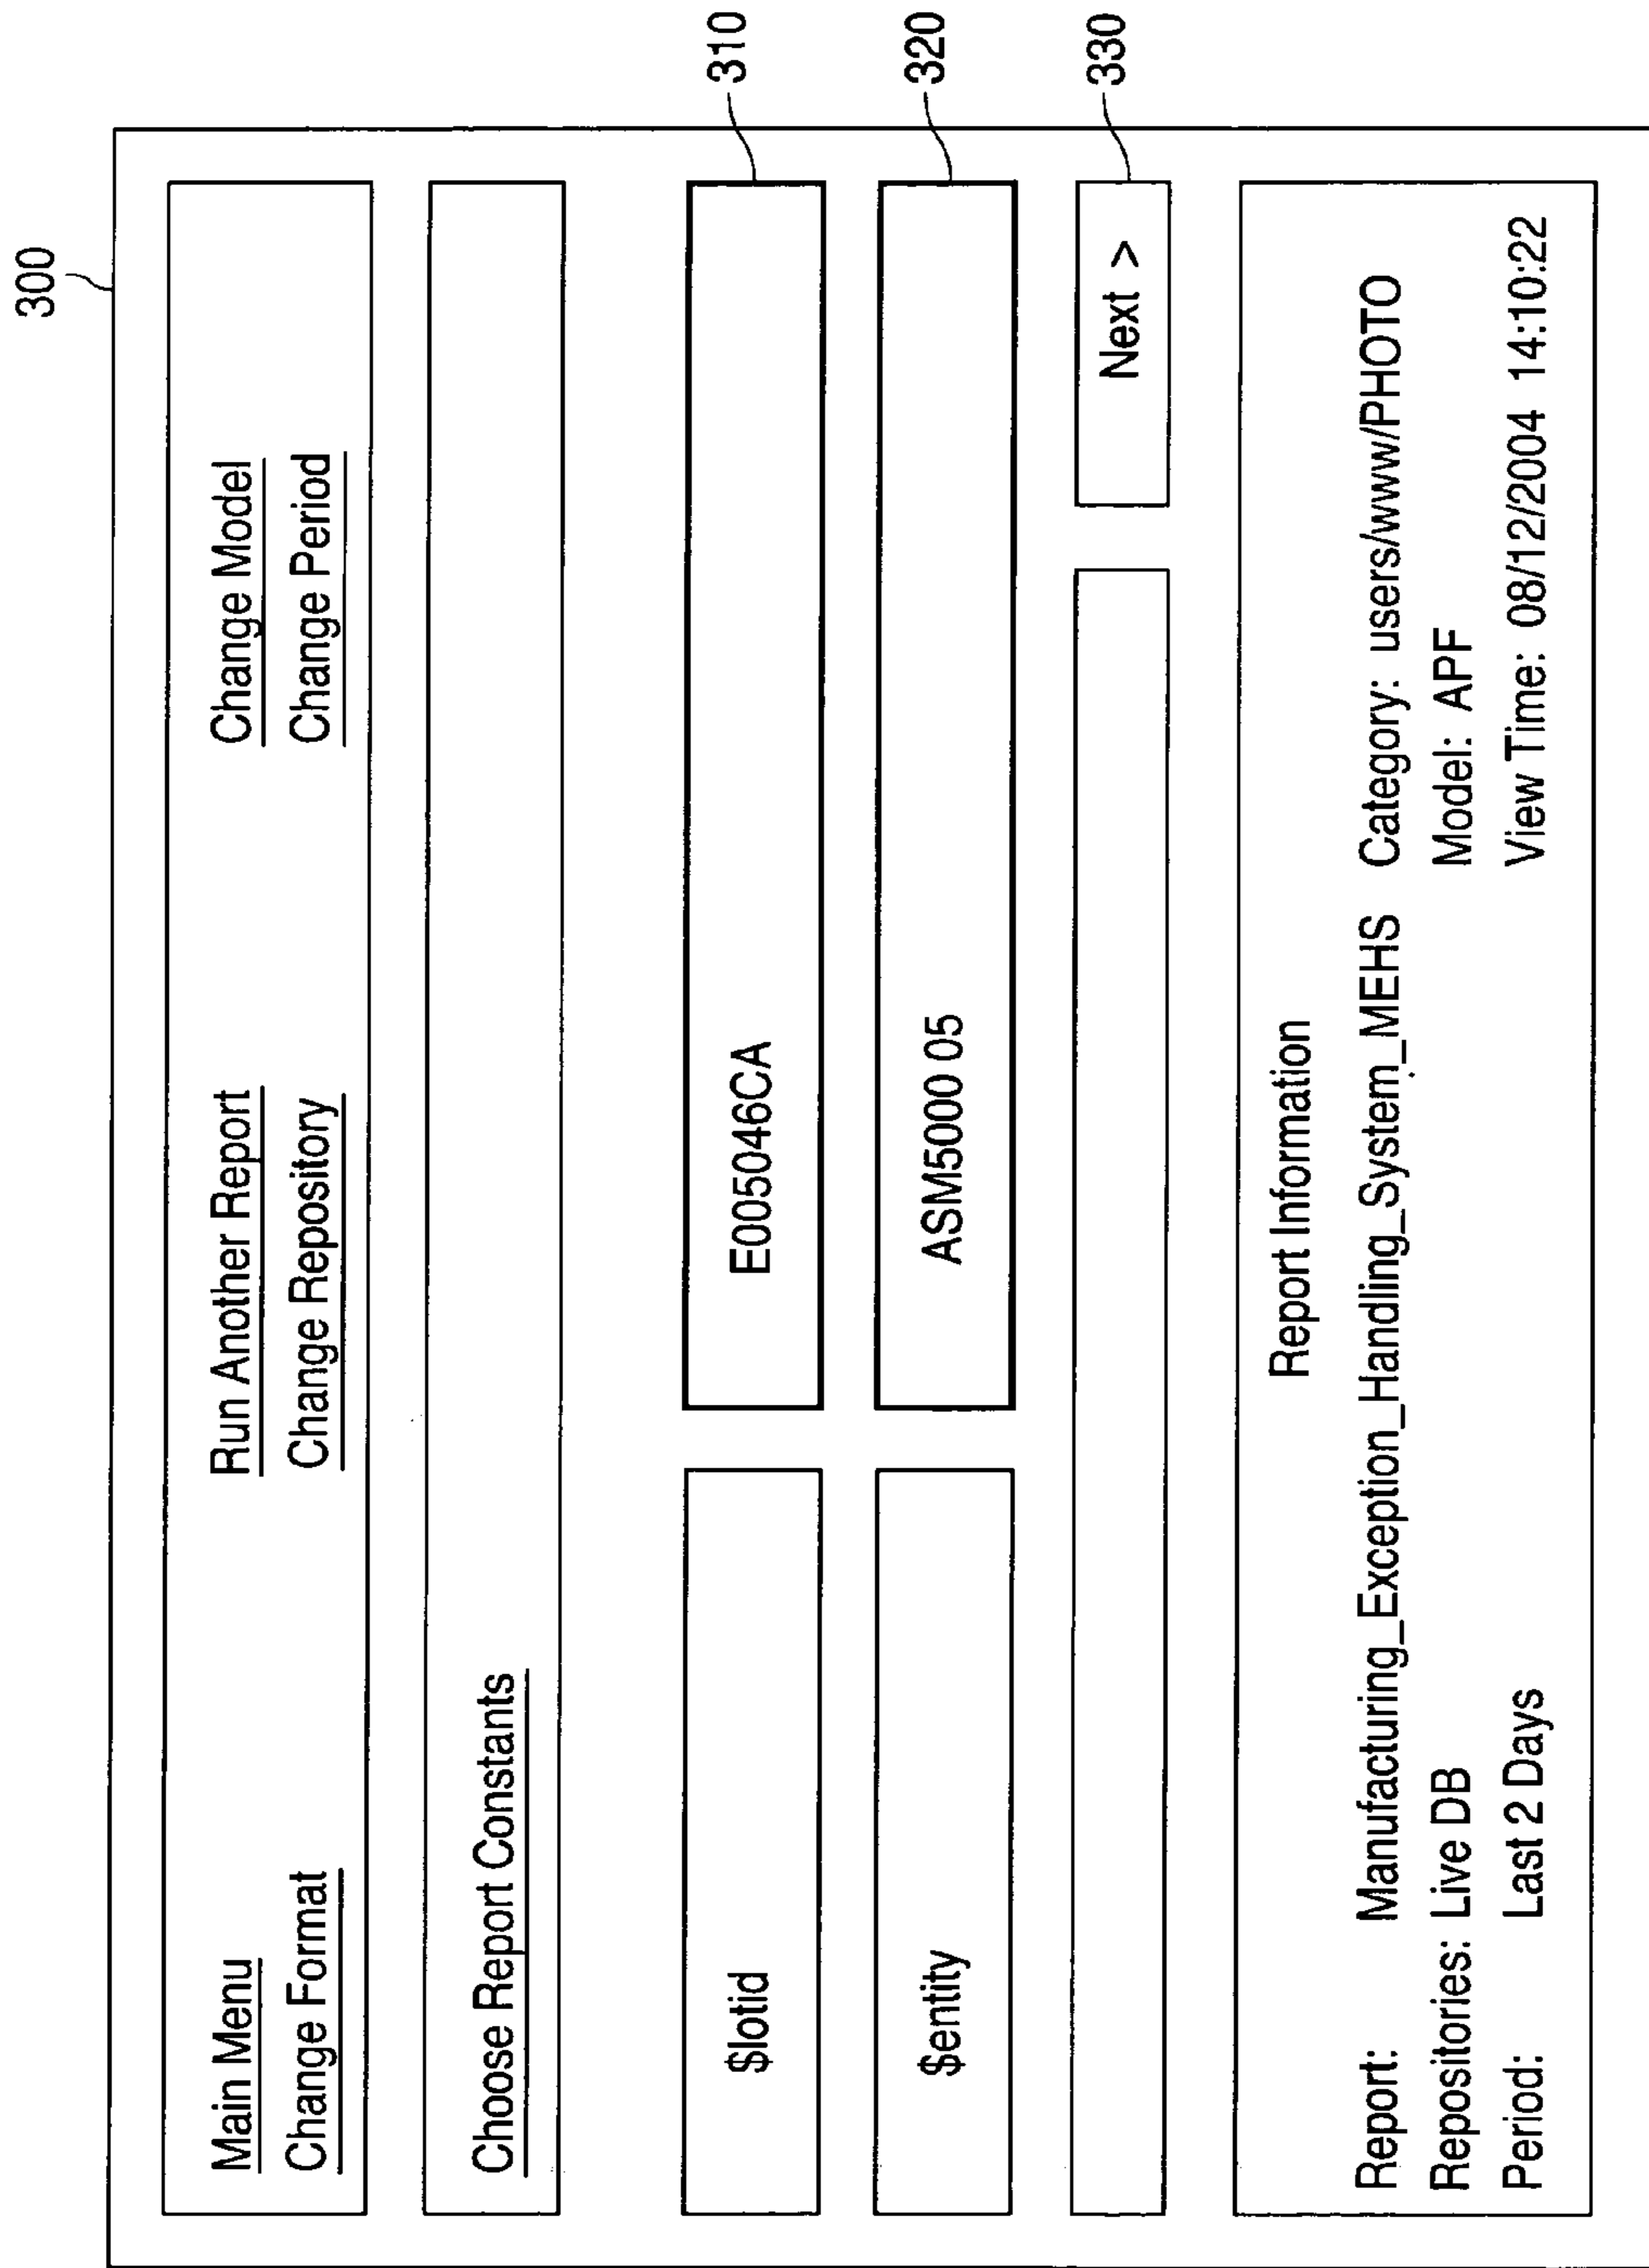 300
Main Menu Run Another Report Change Model
Change Format Change Repository Change Period
Choose Report Constants
$lotid E005046CA 310
$entity ASM5000 05 320
Next > 330
Report Information
Report: Manufacturing_Exception_Handling_System_MEHS Category: users/www/PHOTO
Repositories: Live DB Model: APF
Period: Last 2 Days View Time: 08/12/2004 14:10:22